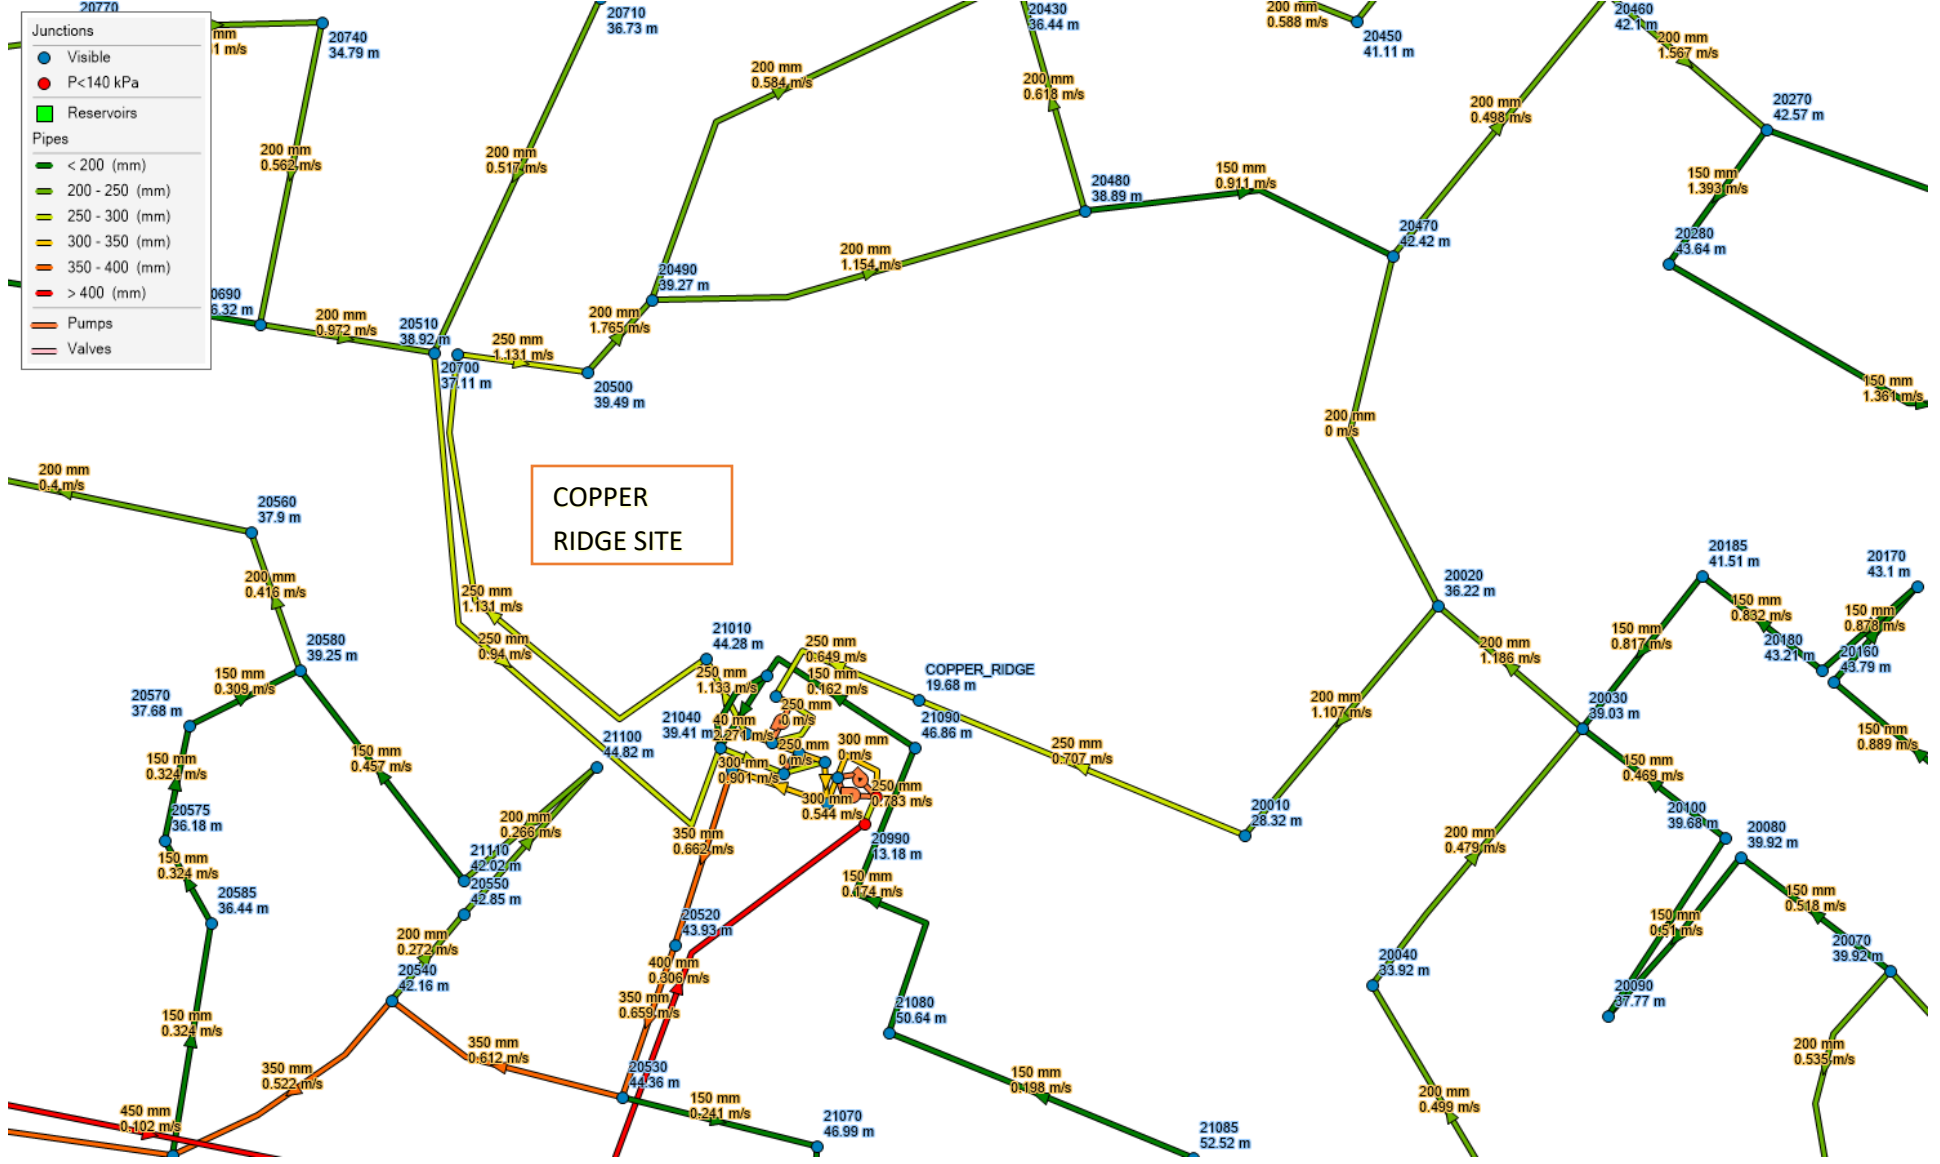 20770
Junctions
Visible
P<140 kPa
Reservoirs
Pipes
< 200 (mm)
200 - 250 (mm)
250 - 300 (mm)
300 - 350 (mm)
350 - 400 (mm)
> 400 (mm)
Pumps
Valves
mm
1 m/s
20740
34.79 m
20710
36.73 m
20430
36.44 m
200 mm
0.588 m/s
20450
41.11 m
20460
42.1 m
200 mm
1.567 m/s
200 mm
0.584 m/s
200 mm
0.618 m/s
200 mm
0.498 m/s
20270
42.57 m
200 mm
0.562 m/s
200 mm
0.517 m/s
150 mm
0.911 m/s
150 mm
1.393 m/s
20480
38.89 m
20470
42.42 m
20280
43.64 m
200 mm
1.154 m/s
20490
39.27 m
0690
6.32 m
200 mm
0.972 m/s
20510
38.92 m
200 mm
1.765 m/s
250 mm
1.131 m/s
20700
37.11 m
20500
39.49 m
150 mm
1.361 m/s
200 mm
0 m/s
200 mm
0.4 m/s
COPPER
RIDGE SITE
20560
37.9 m
20185
41.51 m
20170
43.1 m
200 mm
0.416 m/s
250 mm
1.131 m/s
20020
36.22 m
150 mm
0.832 m/s
150 mm
0.878 m/s
20580
39.25 m
250 mm
0.94 m/s
21010
44.28 m
250 mm
0.649 m/s
200 mm
1.186 m/s
150 mm
0.817 m/s
20180
43.21 m
20160
43.79 m
150 mm
0.309 m/s
250 mm
1.133 m/s
150 mm
0.162 m/s
COPPER_RIDGE
19.68 m
20570
37.68 m
200 mm
1.107 m/s
20030
39.03 m
21040
39.41 m
40 mm
2.271 m/s
250 mm
0 m/s
21090
46.86 m
21100
44.82 m
150 mm
0.889 m/s
150 mm
0.324 m/s
150 mm
0.457 m/s
300 mm
0.901 m/s
250 mm
0 m/s
300 mm
0 m/s
250 mm
0.707 m/s
150 mm
0.469 m/s
250 mm
0.783 m/s
300 mm
0.544 m/s
20575
36.18 m
200 mm
0.266 m/s
350 mm
0.662 m/s
20990
13.18 m
20010
28.32 m
200 mm
0.479 m/s
20100
39.68 m
20080
39.92 m
150 mm
0.324 m/s
21110
42.02 m
20550
42.85 m
150 mm
0.174 m/s
20585
36.44 m
150 mm
0.518 m/s
20520
43.93 m
150 mm
0.51 m/s
200 mm
0.272 m/s
20070
39.92 m
20540
42.16 m
400 mm
0.306 m/s
20040
33.92 m
20090
37.77 m
350 mm
0.659 m/s
21080
50.64 m
150 mm
0.324 m/s
350 mm
0.612 m/s
200 mm
0.535 m/s
350 mm
0.522 m/s
20530
44.36 m
150 mm
0.198 m/s
200 mm
0.499 m/s
450 mm
0.102 m/s
150 mm
0.241 m/s
21070
46.99 m
21085
52.52 m